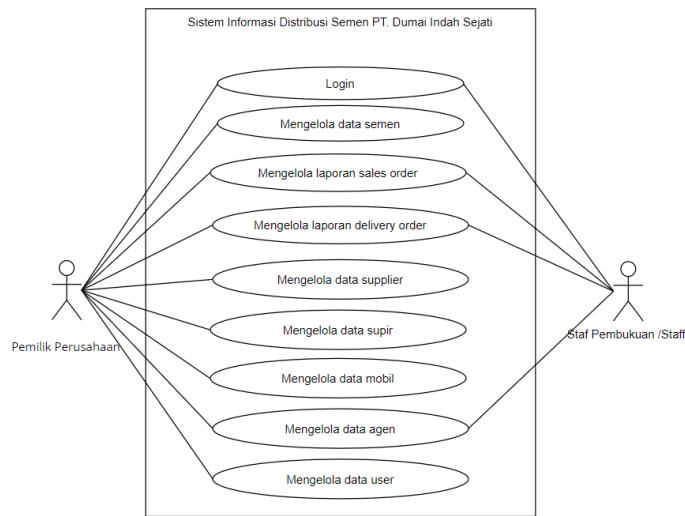 Sistem Informasi Distribusi Semen PT. Dumai Indah Sejati
Login
Mengelola data semen
Mengelola laporan sales order
Mengelola laporan delivery order
Mengelola data supplier
Mengelola data supir
Mengelola data mobil
Mengelola data agen
Mengelola data user
Pemilik Perusahaan
Staf Pembukuan /Staff